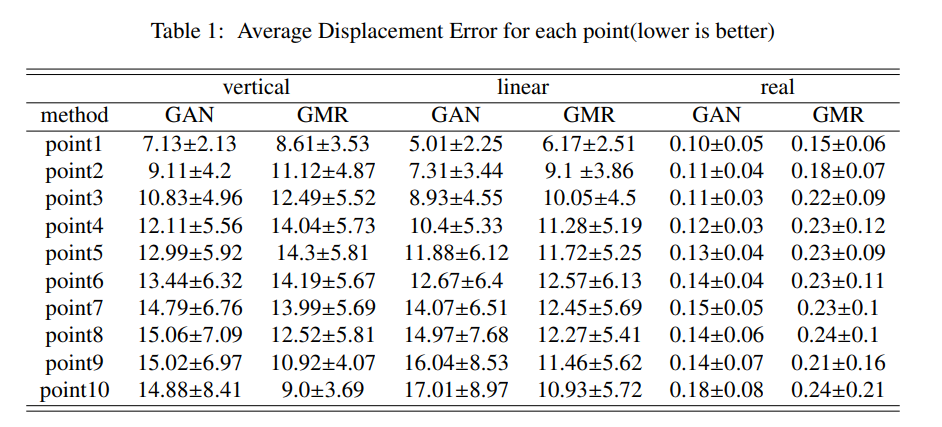 Table 1: Average Displacement Error for each point(lower is better)
vertical linear real
method GAN GMR GAN GMR GAN GMR
point1 7.13±2.13 8.61±3.53 5.01±2.25 6.17±2.51 0.10±0.05 0.15±0.06
point2 9.11±4.2 11.12±4.87 7.31±3.44 9.1 ±3.86 0.11±0.04 0.18±0.07
point3 10.83±4.96 12.49±5.52 8.93±4.55 10.05±4.5 0.11±0.03 0.22±0.09
point4 12.11±5.56 14.04±5.73 10.4±5.33 11.28±5.19 0.12±0.03 0.23±0.12
point5 12.99±5.92 14.3±5.81 11.88±6.12 11.72±5.25 0.13±0.04 0.23±0.09
point6 13.44±6.32 14.19±5.67 12.67±6.4 12.57±6.13 0.14±0.04 0.23±0.11
point7 14.79±6.76 13.99±5.69 14.07±6.51 12.45±5.69 0.15±0.05 0.23±0.1
point8 15.06±7.09 12.52±5.81 14.97±7.68 12.27±5.41 0.14±0.06 0.24±0.1
point9 15.02±6.97 10.92±4.07 16.04±8.53 11.46±5.62 0.14±0.07 0.21±0.16
point10 14.88±8.41 9.0±3.69 17.01±8.97 10.93±5.72 0.18±0.08 0.24±0.21